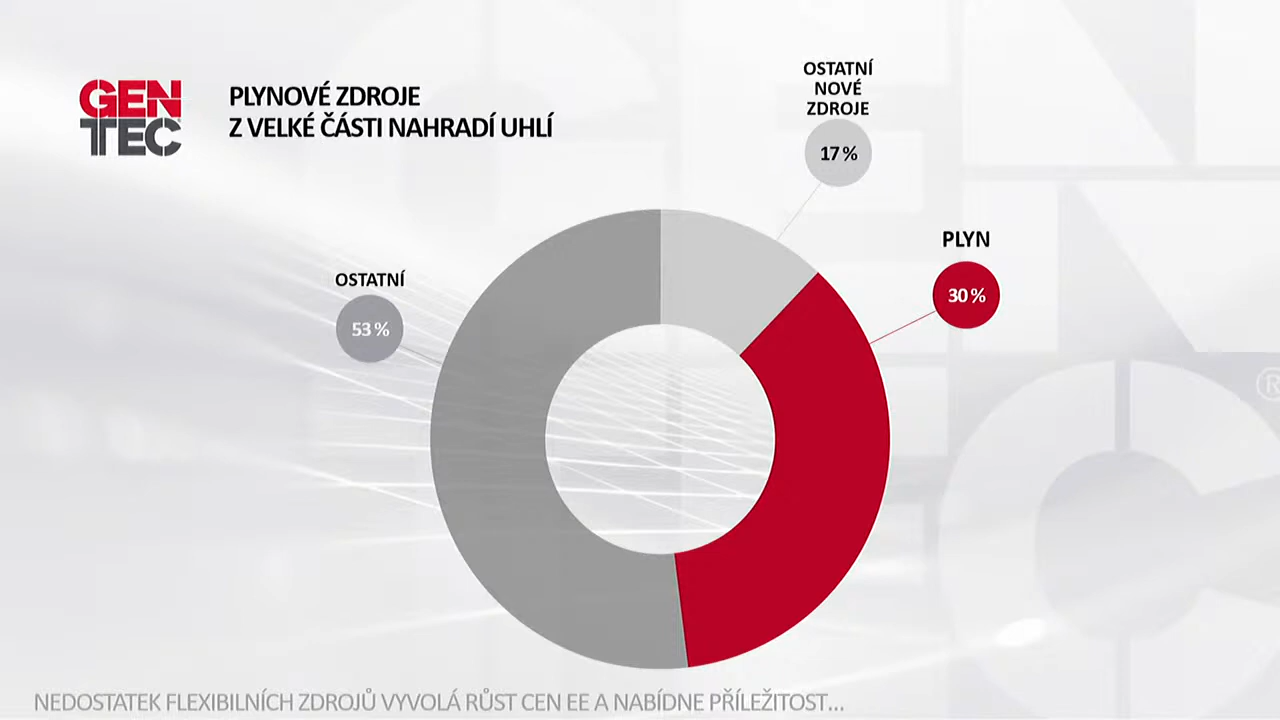 GEN
TEC
PLYNOVÉ ZDROJE
Z VELKÉ ČÁSTI NAHRADÍ UHLÍ
OSTATNÍ
NOVÉ
ZDROJE
17 %
PLYN
30 %
OSTATNÍ
53 %
®
NEDOSTATEK FLEXIBILNÍCH ZDROJŮ VYVOLÁ RŮST CEN EE A NABÍDNE PŘÍLEŽITOST...